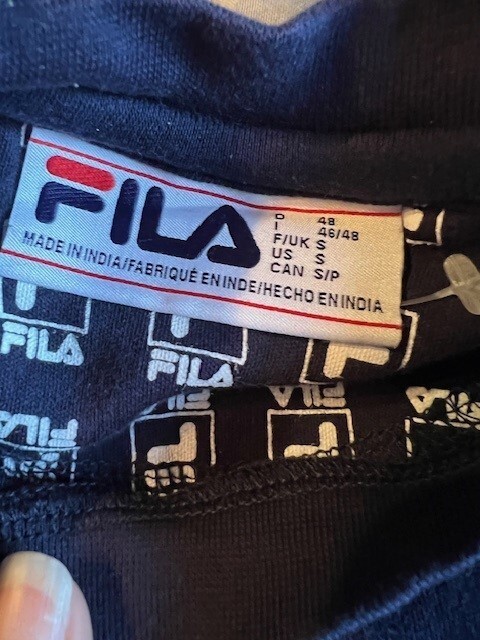 FILA
D 48
I 46/48
F/UK S
US S
CAN S/P
MADE IN INDIA/FABRIQUÉ EN INDE/HECHO EN INDIA
FILA
FILA
FILA
FILA